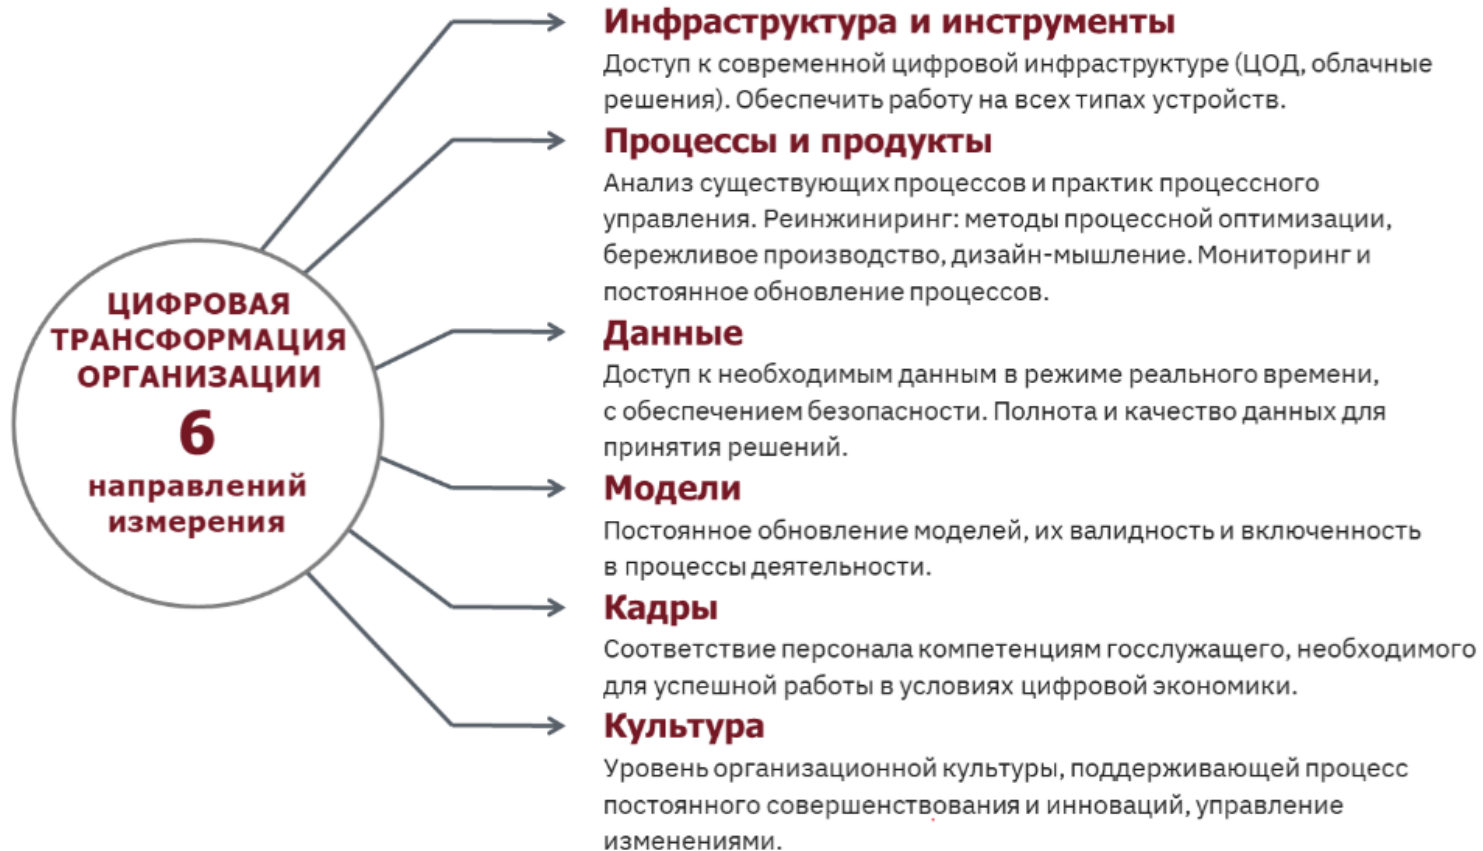 ЦИФРОВАЯ
ТРАНСФОРМАЦИЯ
ОРГАНИЗАЦИИ
6
направлений
измерения
Инфраструктура и инструменты
Доступ к современной цифровой инфраструктуре (ЦОД, облачные
решения). Обеспечить работу на всех типах устройств.
Процессы и продукты
Анализ существующих процессов и практик процессного
управления. Реинжиниринг: методы процессной оптимизации,
бережливое производство, дизайн-мышление. Мониторинг и
постоянное обновление процессов.
Данные
Доступ к необходимым данным в режиме реального времени,
с обеспечением безопасности. Полнота и качество данных для
принятия решений.
Модели
Постоянное обновление моделей, их валидность и включенность
в процессы деятельности.
Кадры
Соответствие персонала компетенциям госслужащего, необходимого
для успешной работы в условиях цифровой экономики.
Культура
Уровень организационной культуры, поддерживающей процесс
постоянного совершенствования и инноваций, управление
изменениями.